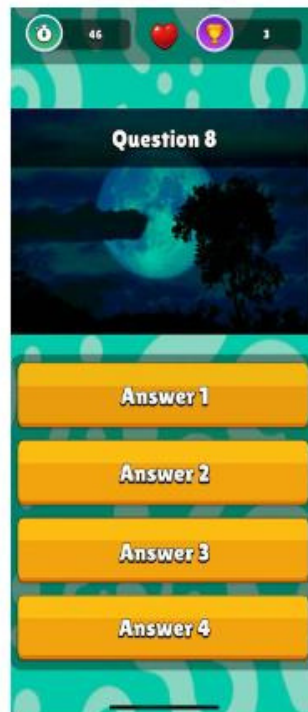 46
3
Question 8
Answer 1
Answer 2
Answer 3
Answer 4